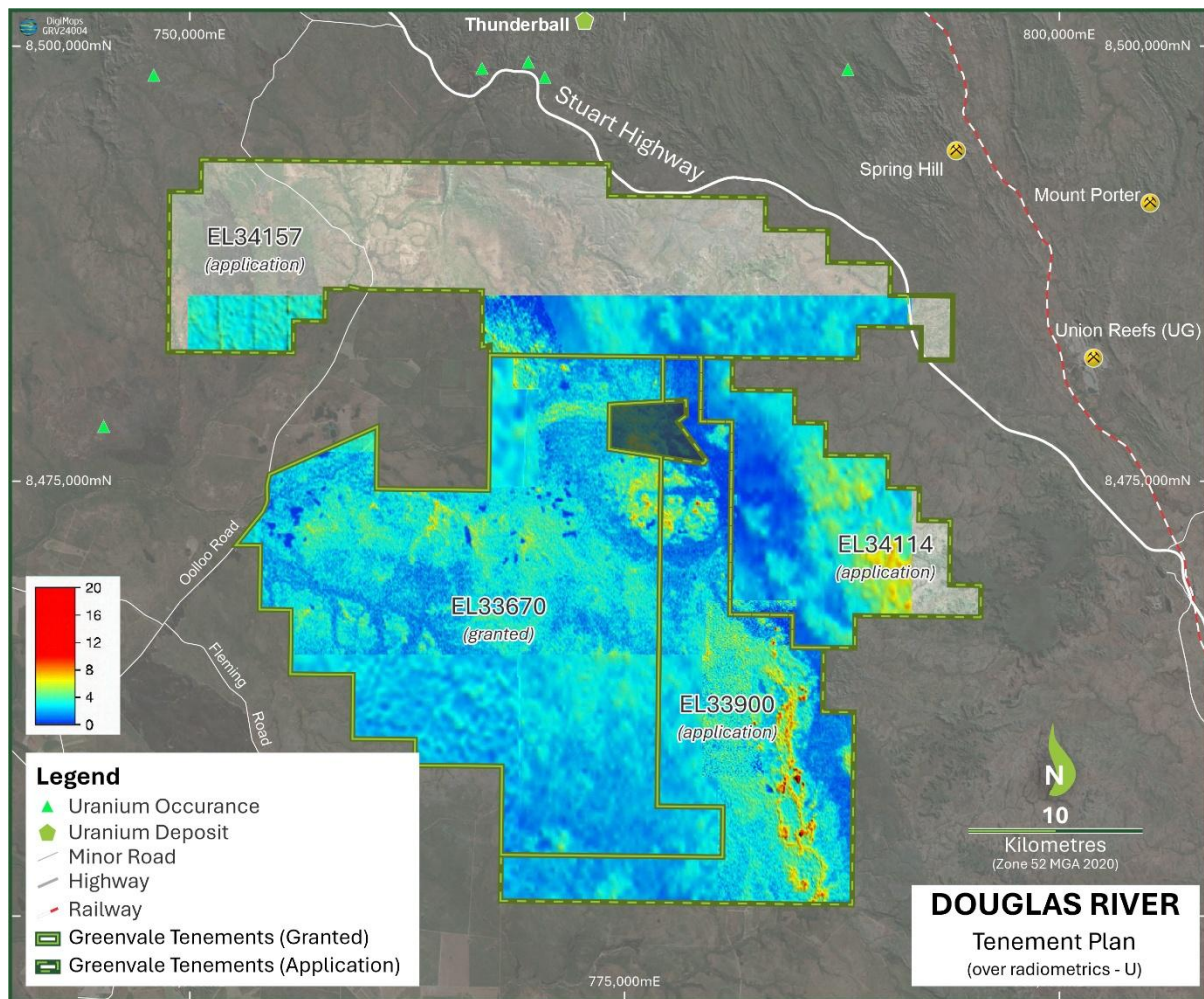 DigiMaps
GRV24004
750,000mE
Thunderball
800,000mE
8,500,000mN
8,500,000mN
Stuart Highway
Spring Hill
Mount Porter
EL34157
(application)
Union Reefs (UG)
8,475,000mN
8,475,000mN
Oolloo Road
EL34114
(application)
EL33670
(granted)
20
16
12
8
4
0
Fleming
Road
EL33900
(application)
Legend
Uranium Occurance
Uranium Deposit
Minor Road
Highway
Railway
Greenvale Tenements (Granted)
Greenvale Tenements (Application)
N
10
Kilometres
(Zone 52 MGA 2020)
DOUGLAS RIVER
Tenement Plan
(over radiometrics - U)
775,000mE